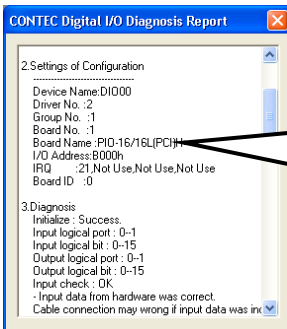 CONTEC Digital I/O Diagnosis Report
2.Settings of Configuration
----------------------------------
Device Name:DIO00
Driver No. :2
Group No. :1
Board No. :1
Board Name :PIO-16/16L(PCI)H
I/O Address:B000h
IRQ :21,Not Use,Not Use,Not Use
Board ID :0
3.Diagnosis
Initialize : Success.
Input logical port : 0--1
Input logical bit : 0--15
Output logical port : 0--1
Output logical bit : 0--15
Input check : OK
- Input data from hardware was correct.
Cable connection may wrong if input data was